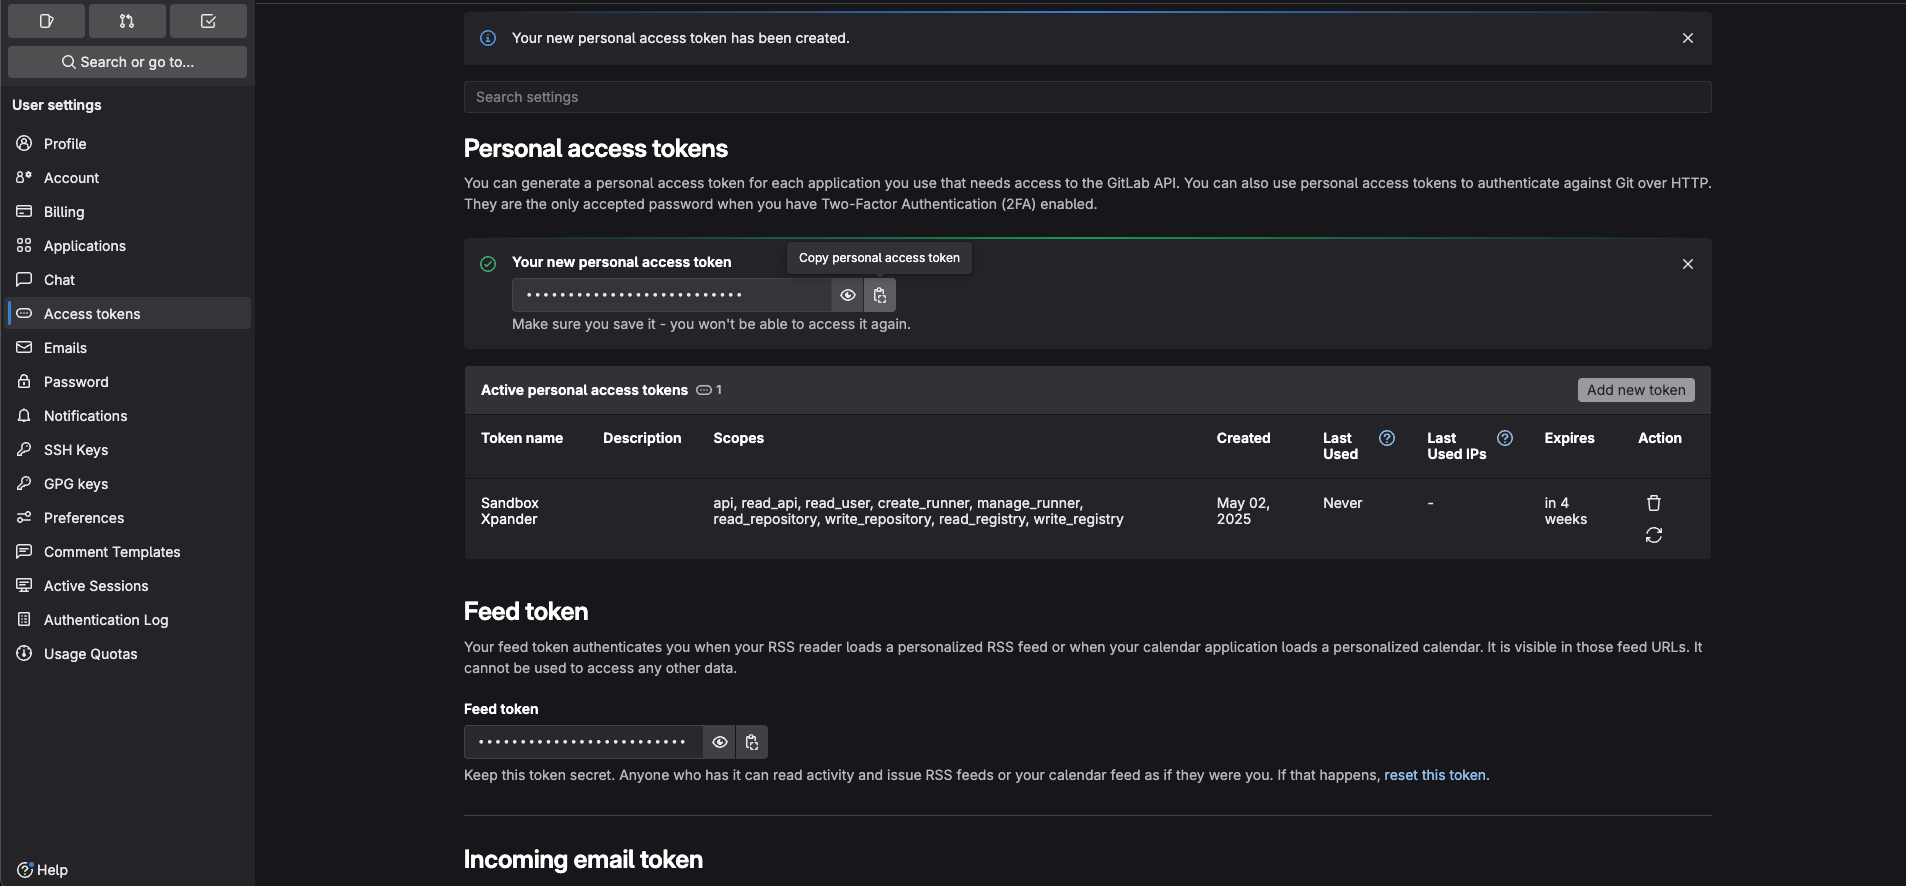 Search or go to...
User settings
Profile
Account
Billing
Applications
Chat
Access tokens
Emails
Password
Notifications
SSH Keys
GPG keys
Preferences
Comment Templates
Active Sessions
Authentication Log
Usage Quotas
Help
Your new personal access token has been created.
Search settings
Personal access tokens
You can generate a personal access token for each application you use that needs access to the GitLab API. You can also use personal access tokens to authenticate against Git over HTTP.
They are the only accepted password when you have Two-Factor Authentication (2FA) enabled.
Your new personal access token
Copy personal access token
Make sure you save it - you won't be able to access it again.
Active personal access tokens 1
Add new token
Token name Description Scopes Created Last Used Last Used IPs Expires Action
Sandbox
Xpander
api, read_api, read_user, create_runner, manage_runner,
read_repository, write_repository, read_registry, write_registry
May 02,
2025
Never
-
in 4
weeks
Feed token
Your feed token authenticates you when your RSS reader loads a personalized RSS feed or when your calendar application loads a personalized calendar. It is visible in those feed URLs. It
cannot be used to access any other data.
Feed token
Keep this token secret. Anyone who has it can read activity and issue RSS feeds or your calendar feed as if they were you. If that happens, reset this token.
Incoming email token